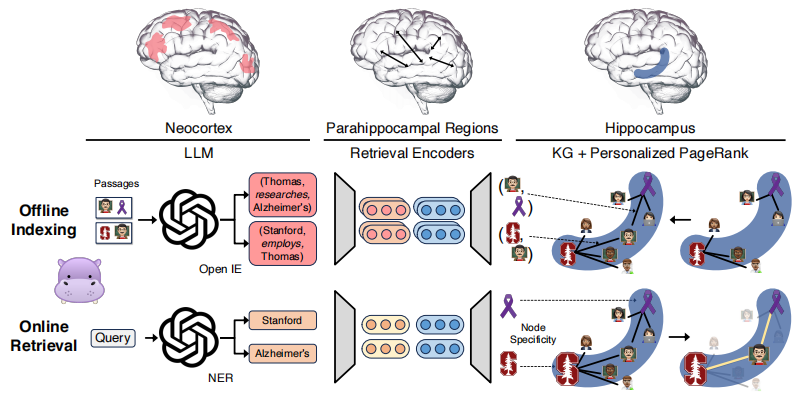 Neocortex
Parahippocampal Regions
Hippocampus
LLM
Retrieval Encoders
KG + Personalized PageRank
Offline
Indexing
Passages
(Thomas,
researches,
Alzheimer's)
(Stanford,
employs,
Thomas)
Open IE
( ,
)
( ,
)
Online
Retrieval
Query
Stanford
Alzheimer's
NER
Node
Specificity